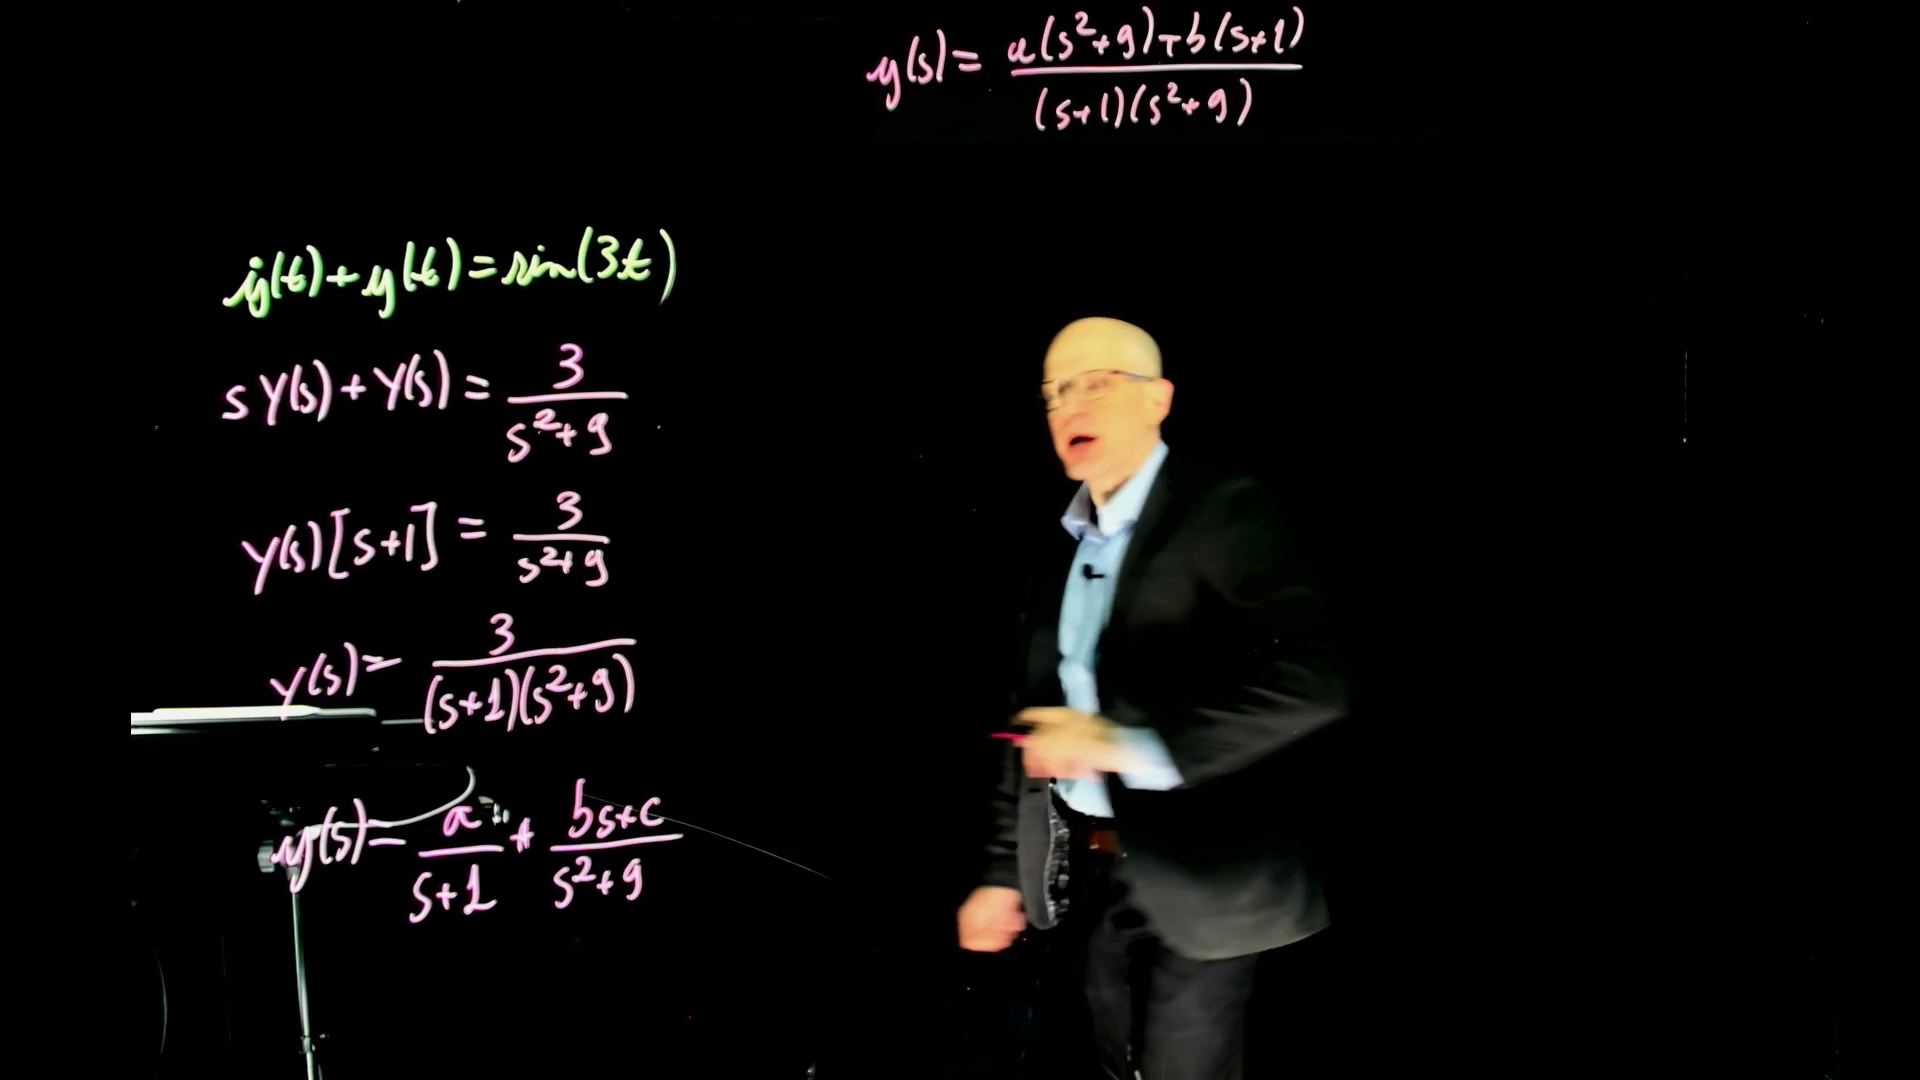 y(s) = a(s²+9)+b(s+1) / (s+1)(s²+9)
ẏ(t)+y(t)=sin(3t)
sY(s)+Y(s) = 3 / s²+9
Y(s)[s+1] = 3 / s²+9
Y(s)= 3 / (s+1)(s²+9)
y(s)= a / s+1 + bs+c / s²+9